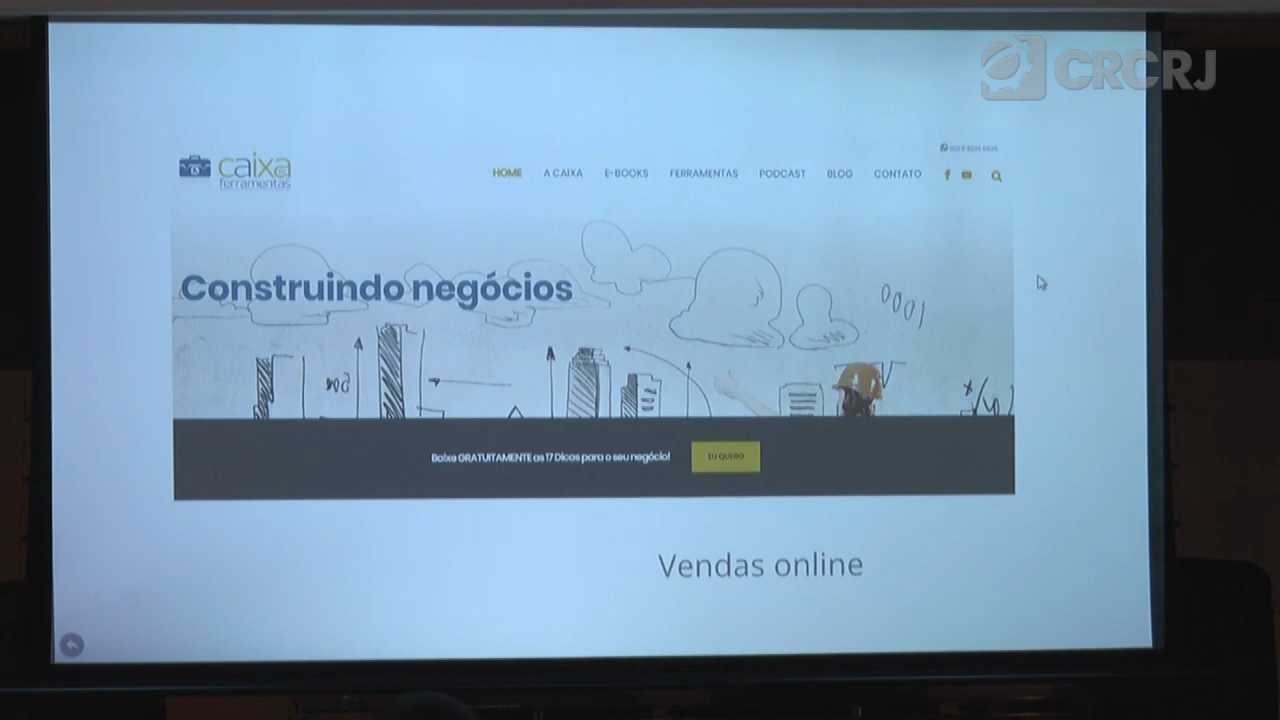 CRCRJ
caixa
ferramentas
HOME A CAIXA E-BOOKS FERRAMENTAS PODCAST BLOG CONTATO
Construindo negócios
Baixe GRATUITAMENTE as 17 Dicas para o seu negócio!
EU QUERO
Vendas online